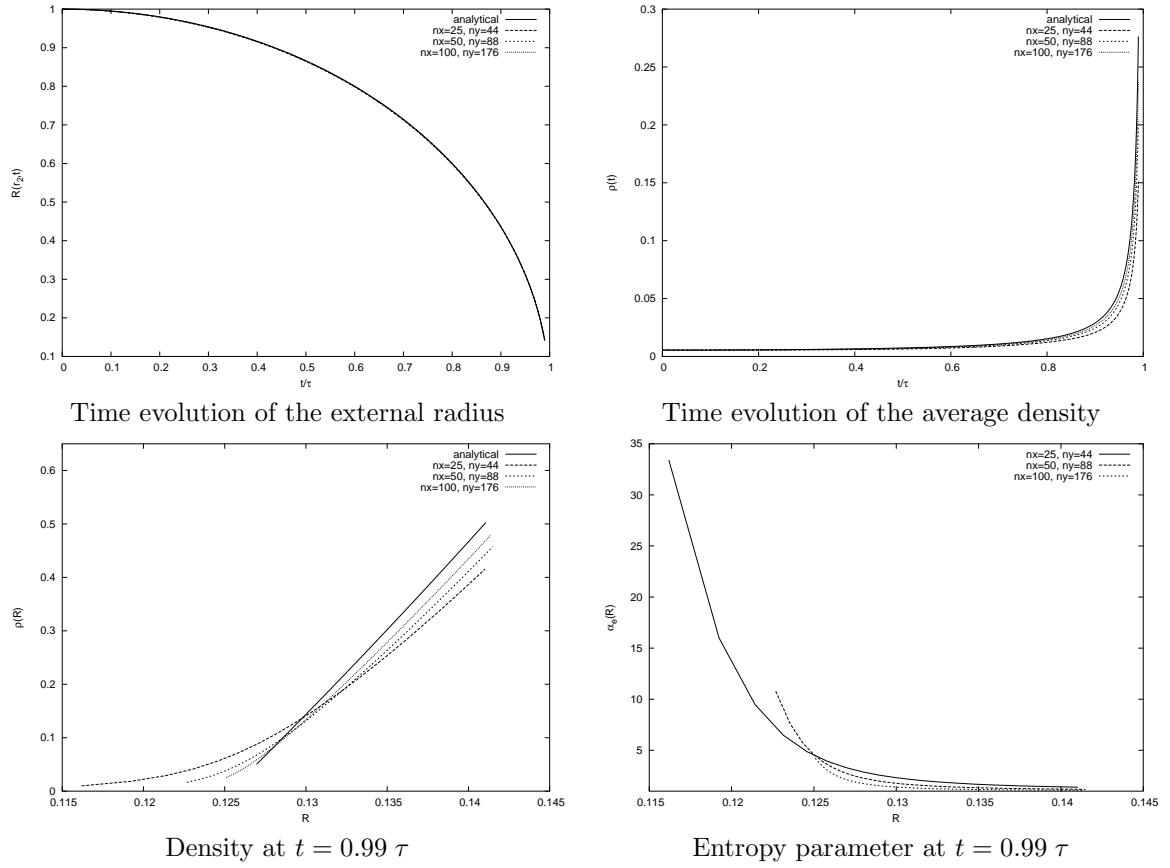 analytical
nx=25, ny=44
nx=50, ny=88
nx=100, ny=176
1
0.9
0.8
0.7
0.6
0.5
0.4
0.3
0.2
0.1
R(r2,t)
0 0.1 0.2 0.3 0.4 0.5 0.6 0.7 0.8 0.9 1
t/τ
Time evolution of the external radius
analytical
nx=25, ny=44
nx=50, ny=88
nx=100, ny=176
0.3
0.25
0.2
0.15
0.1
0.05
0
ρ(t)
0 0.2 0.4 0.6 0.8 1
t/τ
Time evolution of the average density
analytical
nx=25, ny=44
nx=50, ny=88
nx=100, ny=176
0.6
0.5
0.4
0.3
0.2
0.1
0
ρ(R)
0.115 0.12 0.125 0.13 0.135 0.14 0.145
R
Density at t = 0.99 τ
nx=25, ny=44
nx=50, ny=88
nx=100, ny=176
35
30
25
20
15
10
5
αe(R)
0.115 0.12 0.125 0.13 0.135 0.14 0.145
R
Entropy parameter at t = 0.99 τ